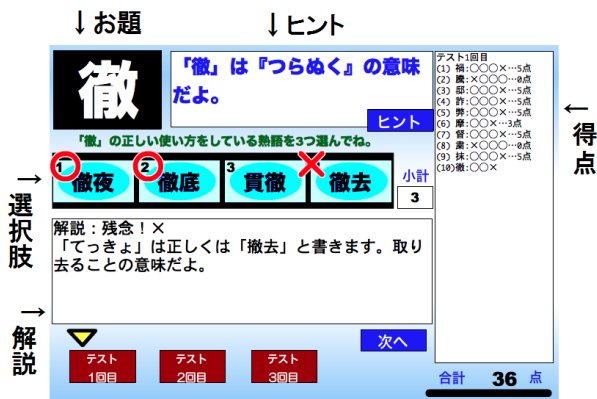 ↓お題
↓ヒント
徹
「徹」は『つらぬく』の意味
だよ。
ヒント
「徹」の正しい使い方をしている熟語を3つ選んでね。
1
徹夜
2
徹底
3
貫徹
徹去
小計
3
解説：残念！×
「てっきょ」は正しくは「撤去」と書きます。取り
去ることの意味だよ。
次へ
テスト
1回目
テスト
2回目
テスト
3回目
テスト1回目
(2) 騰:×○○○…0点
(3) 邸:○○○×…5点
(4) 詐:○○○×…5点
(5) 弊:○○○×…5点
(6) 摩:○○×…3点
(7) 督:○○○×…5点
(8) 粛:×○○○…0点
(9) 抹:○○○×…5点
(10)徹:○○×
合計 36 点
→
選択肢
→
解説
←
得点